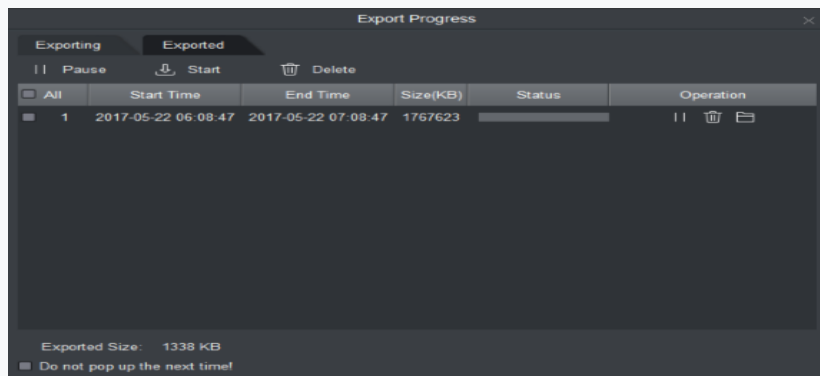 Export Progress
Exporting Exported
Pause Start Delete
All Start Time End Time Size(KB) Status Operation
1 2017-05-22 06:08:47 2017-05-22 07:08:47 1767623
Exported Size: 1338 KB
Do not pop up the next time!